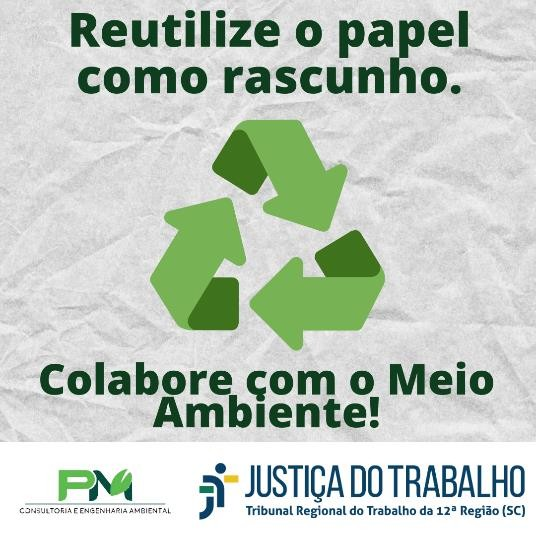 Reutilize o papel
como rascunho.
Colabore com o Meio
Ambiente!
PM
CONSULTORIA E ENGENHARIA AMBIENTAL
JUSTIÇA DO TRABALHO
Tribunal Regional do Trabalho da 12ª Região (SC)